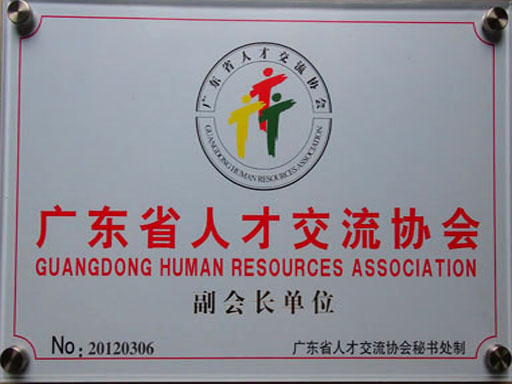 广东省人才交流协会
GUANGDONG HUMAN RESOURCES ASSOCIATION
广东省人才交流协会
GUANGDONG HUMAN RESOURCES ASSOCIATION
副会长单位
No: 20120306
广东省人才交流协会秘书处制